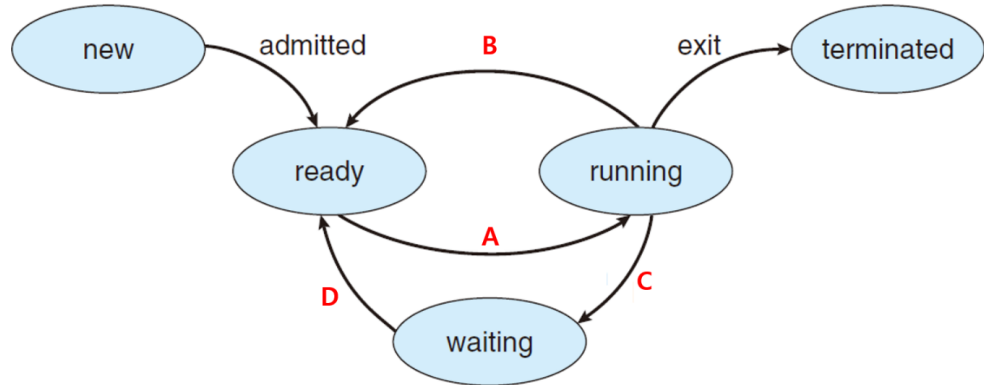 new
admitted
B
exit
terminated
ready
running
A
D
C
waiting